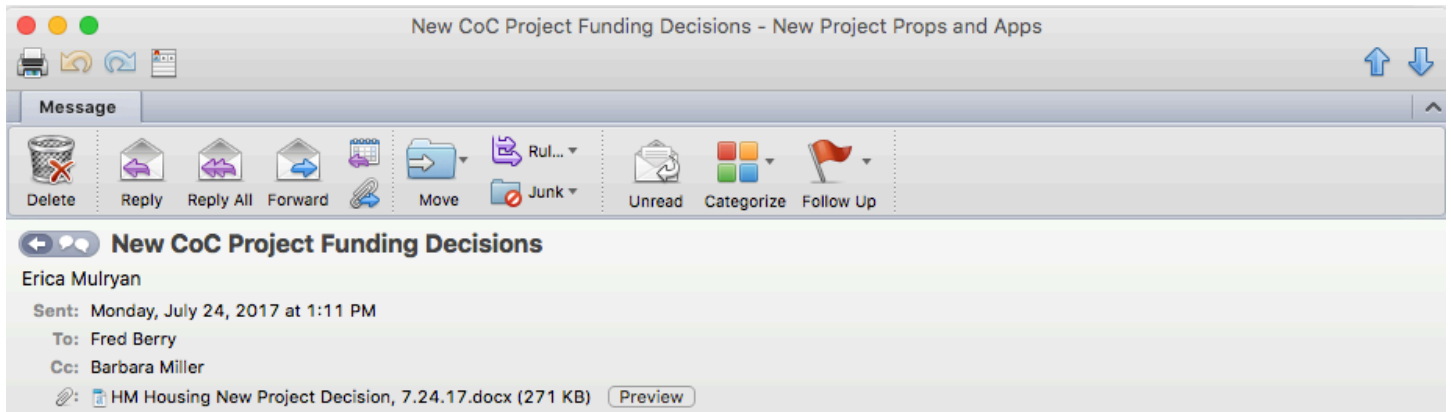 New CoC Project Funding Decisions - New Project Props and Apps
Message
Rul...
Junk
Delete
Reply
Reply All
Forward
Move
Unread
Categorize
Follow Up
New CoC Project Funding Decisions
Erica Mulryan
Sent: Monday, July 24, 2017 at 1:11 PM
To: Fred Berry
Cc: Barbara Miller
: HM Housing New Project Decision, 7.24.17.docx (271 KB) Preview